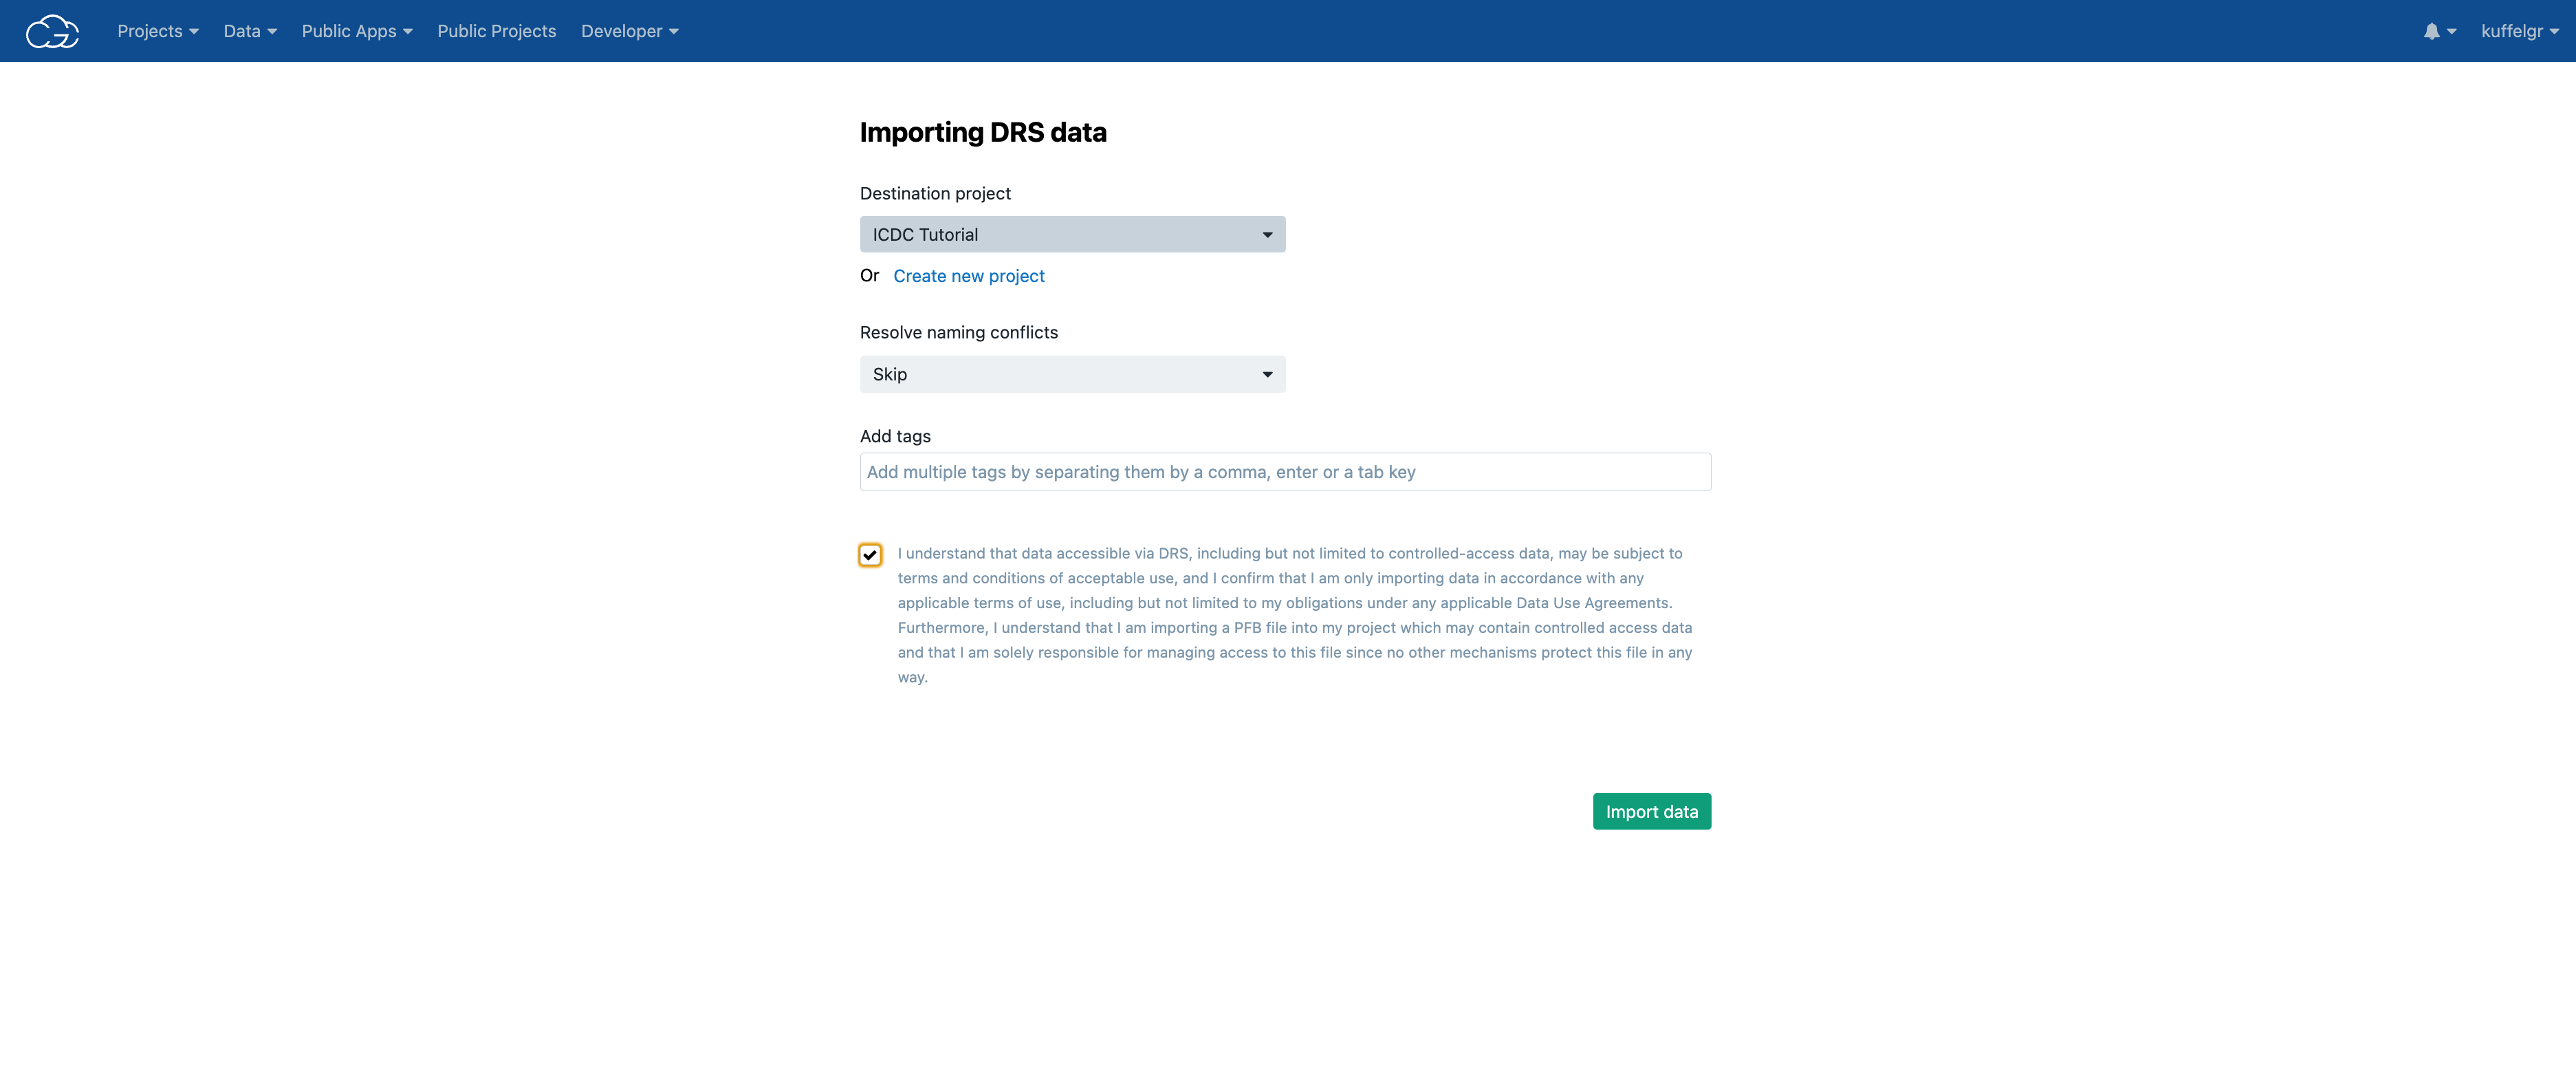 Projects Data Public Apps Public Projects Developer kuffelgr
Importing DRS data
Destination project
ICDC Tutorial
Or Create new project
Resolve naming conflicts
Skip
Add tags
Add multiple tags by separating them by a comma, enter or a tab key
I understand that data accessible via DRS, including but not limited to controlled-access data, may be subject to
terms and conditions of acceptable use, and I confirm that I am only importing data in accordance with any
applicable terms of use, including but not limited to my obligations under any applicable Data Use Agreements.
Furthermore, I understand that I am importing a PFB file into my project which may contain controlled access data
and that I am solely responsible for managing access to this file since no other mechanisms protect this file in any
way.
Import data